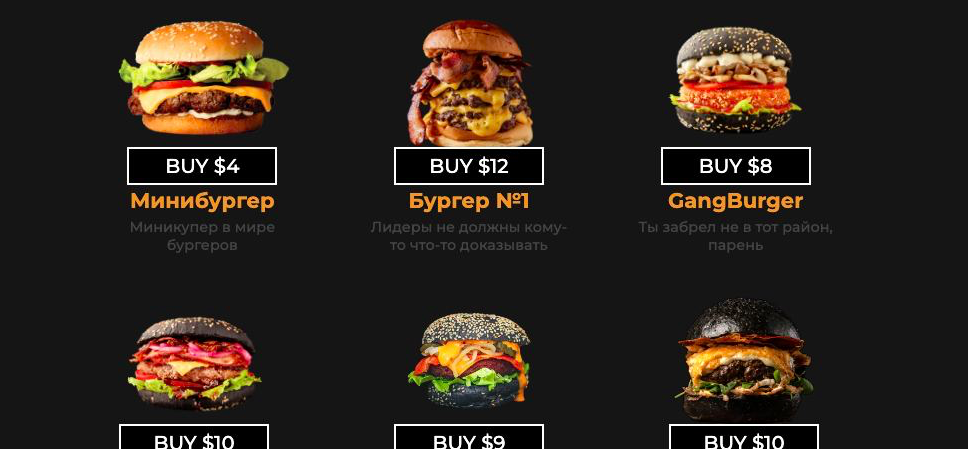 BUY $4
BUY $12
BUY $8
Минибургер
Бургер №1
GangBurger
Миникупер в мире
бургеров
Лидеры не должны кому-
то что-то доказывать
Ты забрел не в тот район,
парень
BUY $10
BUY $9
BUY $10